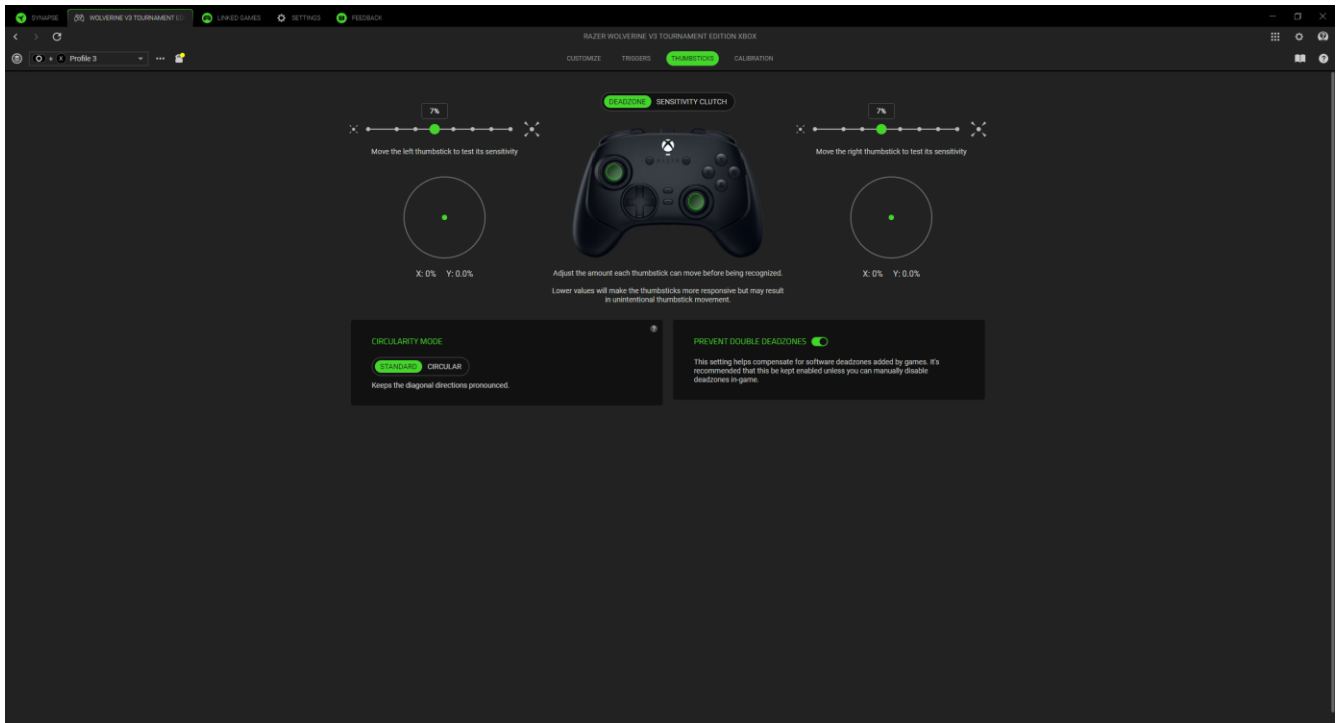 SYNAPSE
WOLVERINE V3 TOURNAMENT EDI
LINKED GAMES
SETTINGS
FEEDBACK
RAZER WOLVERINE V3 TOURNAMENT EDITION XBOX
Profile 3
CUSTOMIZE
TRIGGERS
THUMBSTICKS
CALIBRATION
DEADZONE
SENSITIVITY CLUTCH
7%
Move the left thumbstick to test its sensitivity
X: 0% Y: 0.0%
7%
Move the right thumbstick to test its sensitivity
X: 0% Y: 0.0%
Adjust the amount each thumbstick can move before being recognized.
Lower values will make the thumbsticks more responsive but may result
in unintentional thumbstick movement.
CIRCULARITY MODE
STANDARD
CIRCULAR
Keeps the diagonal directions pronounced.
PREVENT DOUBLE DEADZONES
This setting helps compensate for software deadzones added by games. It's
recommended that this be kept enabled unless you can manually disable
deadzones in-game.